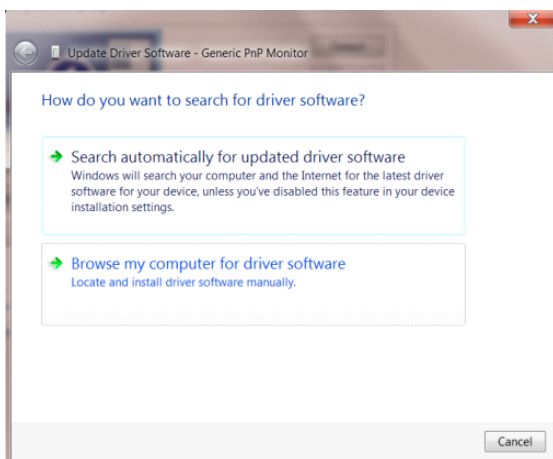 Update Driver Software - Generic PnP Monitor
How do you want to search for driver software?
Search automatically for updated driver software
Windows will search your computer and the Internet for the latest driver
software for your device, unless you've disabled this feature in your device
installation settings.
Browse my computer for driver software
Locate and install driver software manually.
Cancel